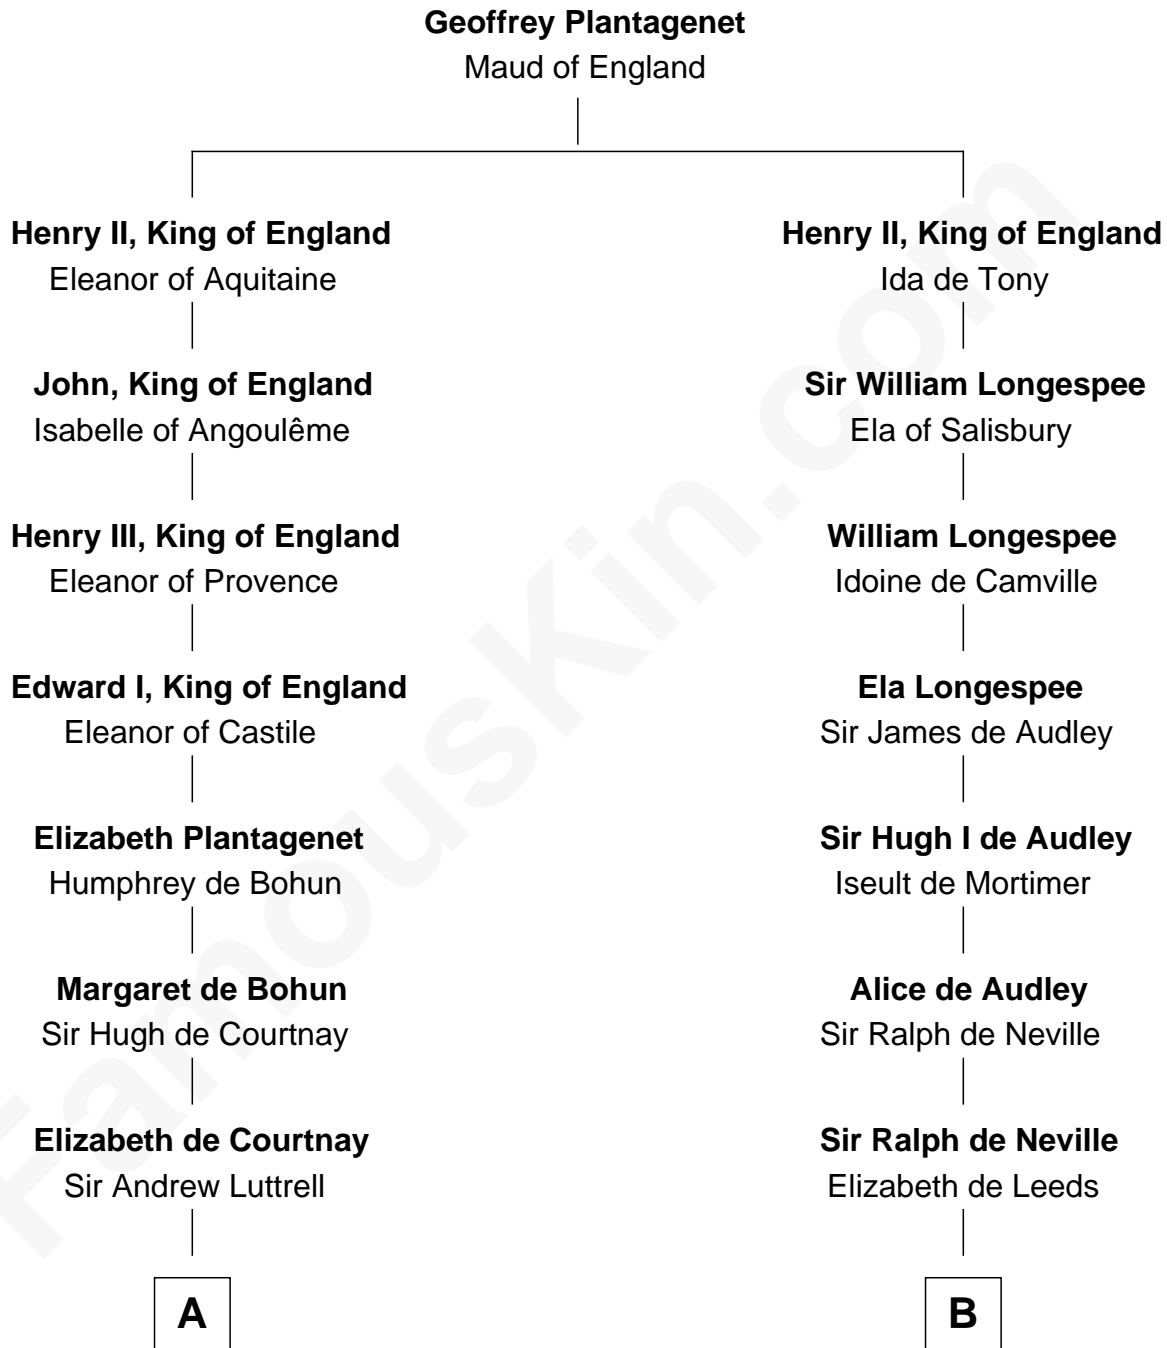 Geoffrey Plantagenet
Maud of England
Henry II, King of England
Eleanor of Aquitaine
John, King of England
Isabelle of Angoulême
Henry III, King of England
Eleanor of Provence
Edward I, King of England
Eleanor of Castile
Elizabeth Plantagenet
Humphrey de Bohun
Margaret de Bohun
Sir Hugh de Courtnay
Elizabeth de Courtnay
Sir Andrew Luttrell
A
Henry II, King of England
Ida de Tony
Sir William Longespee
Ela of Salisbury
William Longespee
Idoine de Camville
Ela Longespee
Sir James de Audley
Sir Hugh I de Audley
Iseult de Mortimer
Alice de Audley
Sir Ralph de Neville
Sir Ralph de Neville
Elizabeth de Leeds
B
FamousKin.com